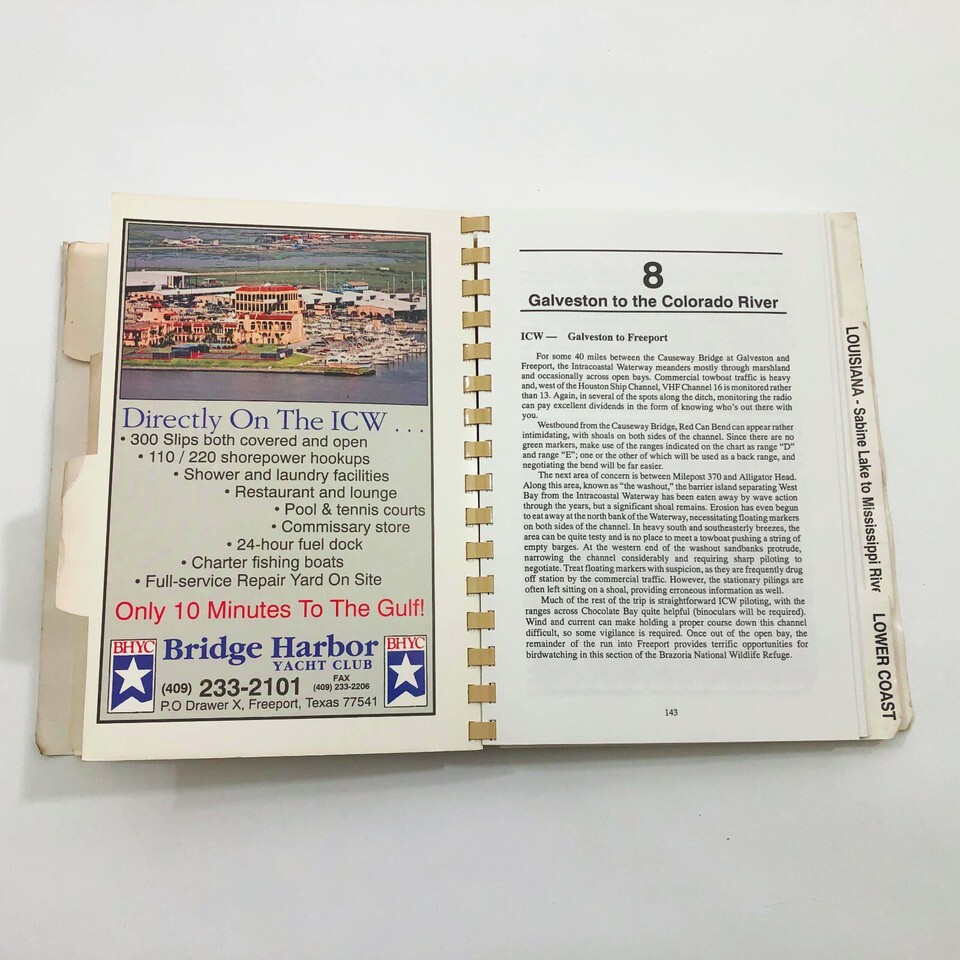 Directly On The ICW . . .
• 300 Slips both covered and open
• 110 / 220 shorepower hookups
• Shower and laundry facilities
• Restaurant and lounge
• Pool & tennis courts
• Commissary store
• 24-hour fuel dock
• Charter fishing boats
• Full-service Repair Yard On Site
Only 10 Minutes To The Gulf!
BHYC
Bridge Harbor
YACHT CLUB
BHYC
(409) 233-2101
FAX
(409) 233-2206
P.O Drawer X, Freeport, Texas 77541
8
Galveston to the Colorado River
ICW — Galveston to Freeport
For some 40 miles between the Causeway Bridge at Galveston and
Freeport, the Intracoastal Waterway meanders mostly through marshland
and occasionally across open bays. Commercial towboat traffic is heavy
and, west of the Houston Ship Channel, VHF Channel 16 is monitored rather
than 13. Again, in several of the spots along the ditch, monitoring the radio
can pay excellent dividends in the form of knowing who's out there with
you.
Westbound from the Causeway Bridge, Red Can Bend can appear rather
intimidating, with shoals on both sides of the channel. Since there are no
green markers, make use of the ranges indicated on the chart as range "D"
and range "E"; one or the other of which will be used as a back range, and
negotiating the bend will be far easier.
The next area of concern is between Milepost 370 and Alligator Head.
Along this area, known as "the washout," the barrier island separating West
Bay from the Intracoastal Waterway has been eaten away by wave action
through the years, but a significant shoal remains. Erosion has even begun
to eat away at the north bank of the Waterway, necessitating floating markers
on both sides of the channel. In heavy south and southeasterly breezes, the
area can be quite testy and is no place to meet a towboat pushing a string of
empty barges. At the western end of the washout sandbanks protrude,
narrowing the channel considerably and requiring sharp piloting to
negotiate. Treat floating markers with suspicion, as they are frequently drug
off station by the commercial traffic. However, the stationary pilings are
often left sitting on a shoal, providing erroneous information as well.
Much of the rest of the trip is straightforward ICW piloting, with the
ranges across Chocolate Bay quite helpful (binoculars will be required).
Wind and current can make holding a proper course down this channel
difficult, so some vigilance is required. Once out of the open bay, the
remainder of the run into Freeport provides terrific opportunities for
birdwatching in this section of the Brazoria National Wildlife Refuge.
143
LOUISIANA - Sabine Lake to Mississippi Rive
LOWER COAST